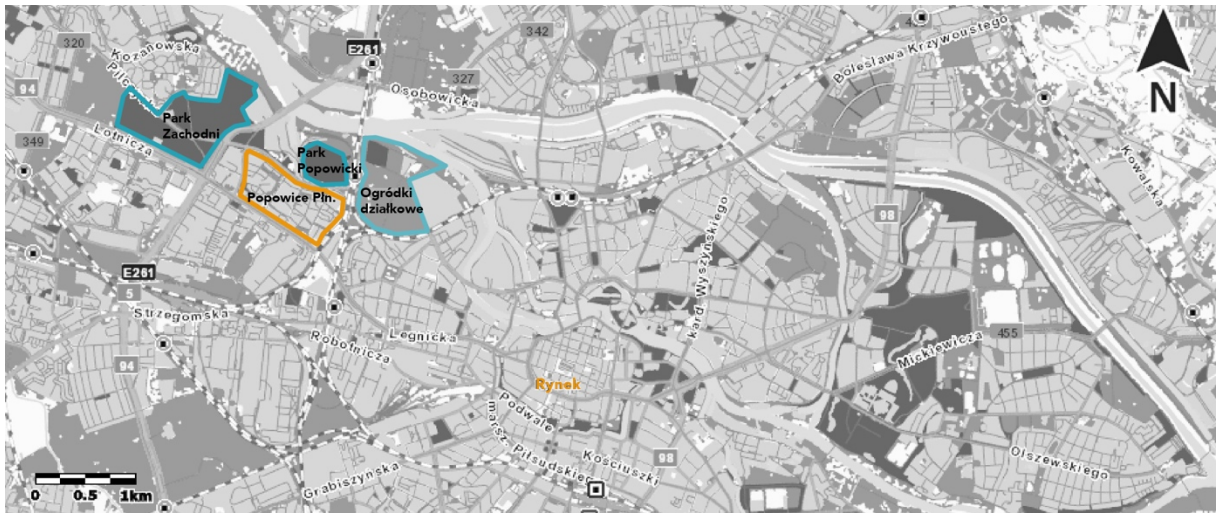 320
Kozanowska
E261
342
4
Bolesława Krzywoustego
94
327
Osobowicka
N
Park
Zachodni
Lotnicza
349
Park
Popowicki
Popowice Płn.
Ogródki
działkowe
Kowalska
98
kard. Wyszyńskiego
E261
5
Strzegomska
Legnicka
Robotnicza
455
Mickiewicza
94
Rynek
Podwale
marsz. Piłsudskiego
Kościuszki
98
Olszewskiego
Grabiszyńska
0 0.5 1km